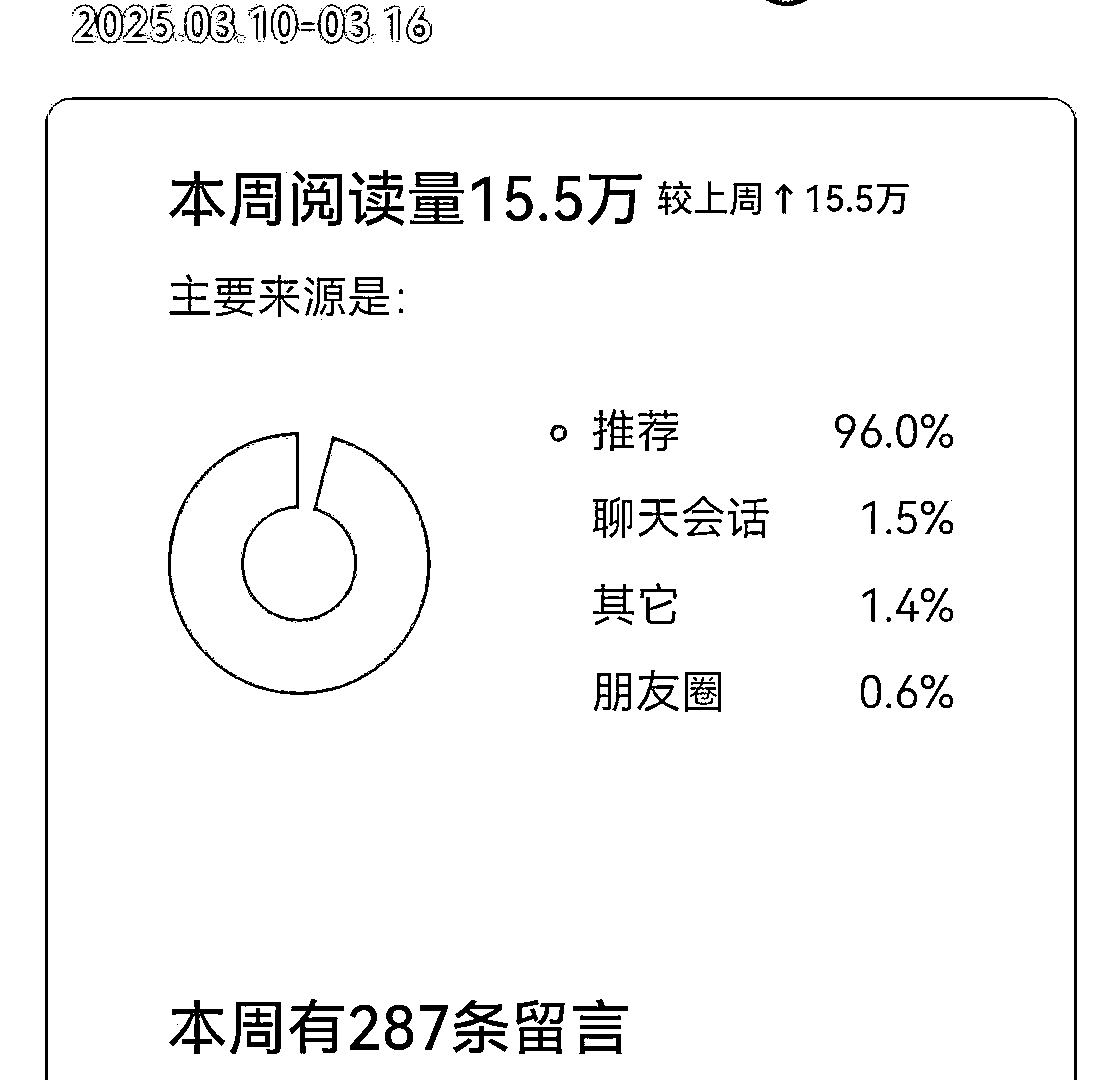 2025.03.10-03.16
本周阅读量15.5万 较上周↑15.5万
主要来源是:
推荐 96.0%
聊天会话 1.5%
其它 1.4%
朋友圈 0.6%
本周有287条留言